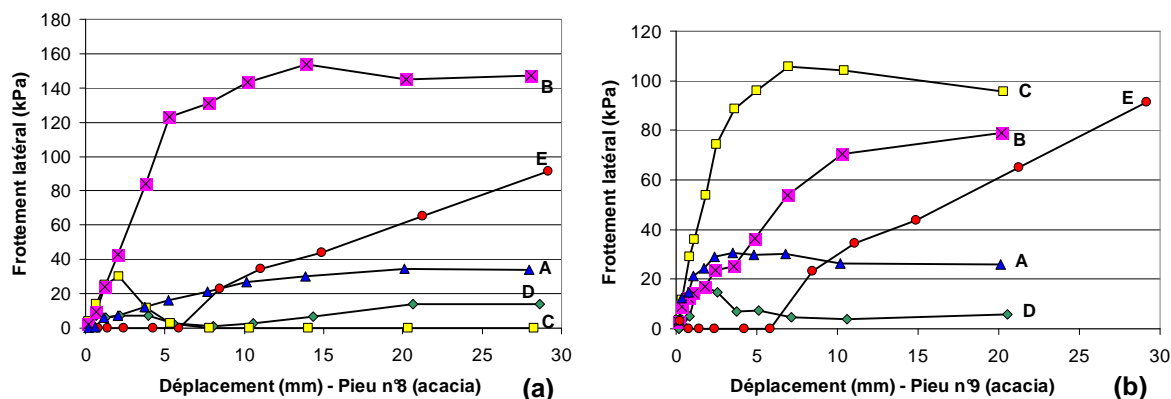 180
160
140
120
100
80
60
40
20
0
Frottement latéral (kPa)
B
E
A
D
C
0 5 10 15 20 25 30
Déplacement (mm) - Pieu n°8 (acacia)
(a)
120
100
80
60
40
20
0
Frottement latéral (kPa)
C
E
B
A
D
0 5 10 15 20 25 30
Déplacement (mm) - Pieu n°9 (acacia)
(b)